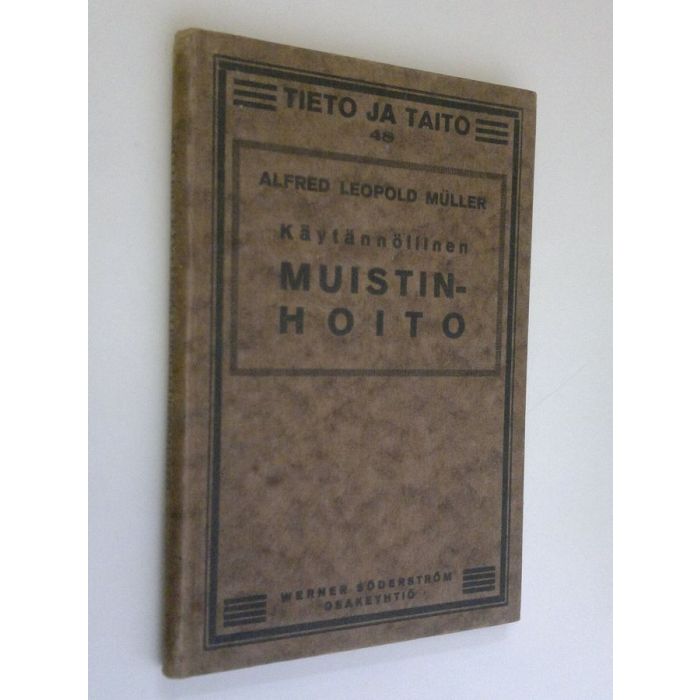 TIETO JA TAITO
48
ALFRED LEOPOLD MÜLLER
Käytännöllinen
MUISTIN-
HOITO
WERNER SÖDERSTRÖM
OSAKEYHTIÖ